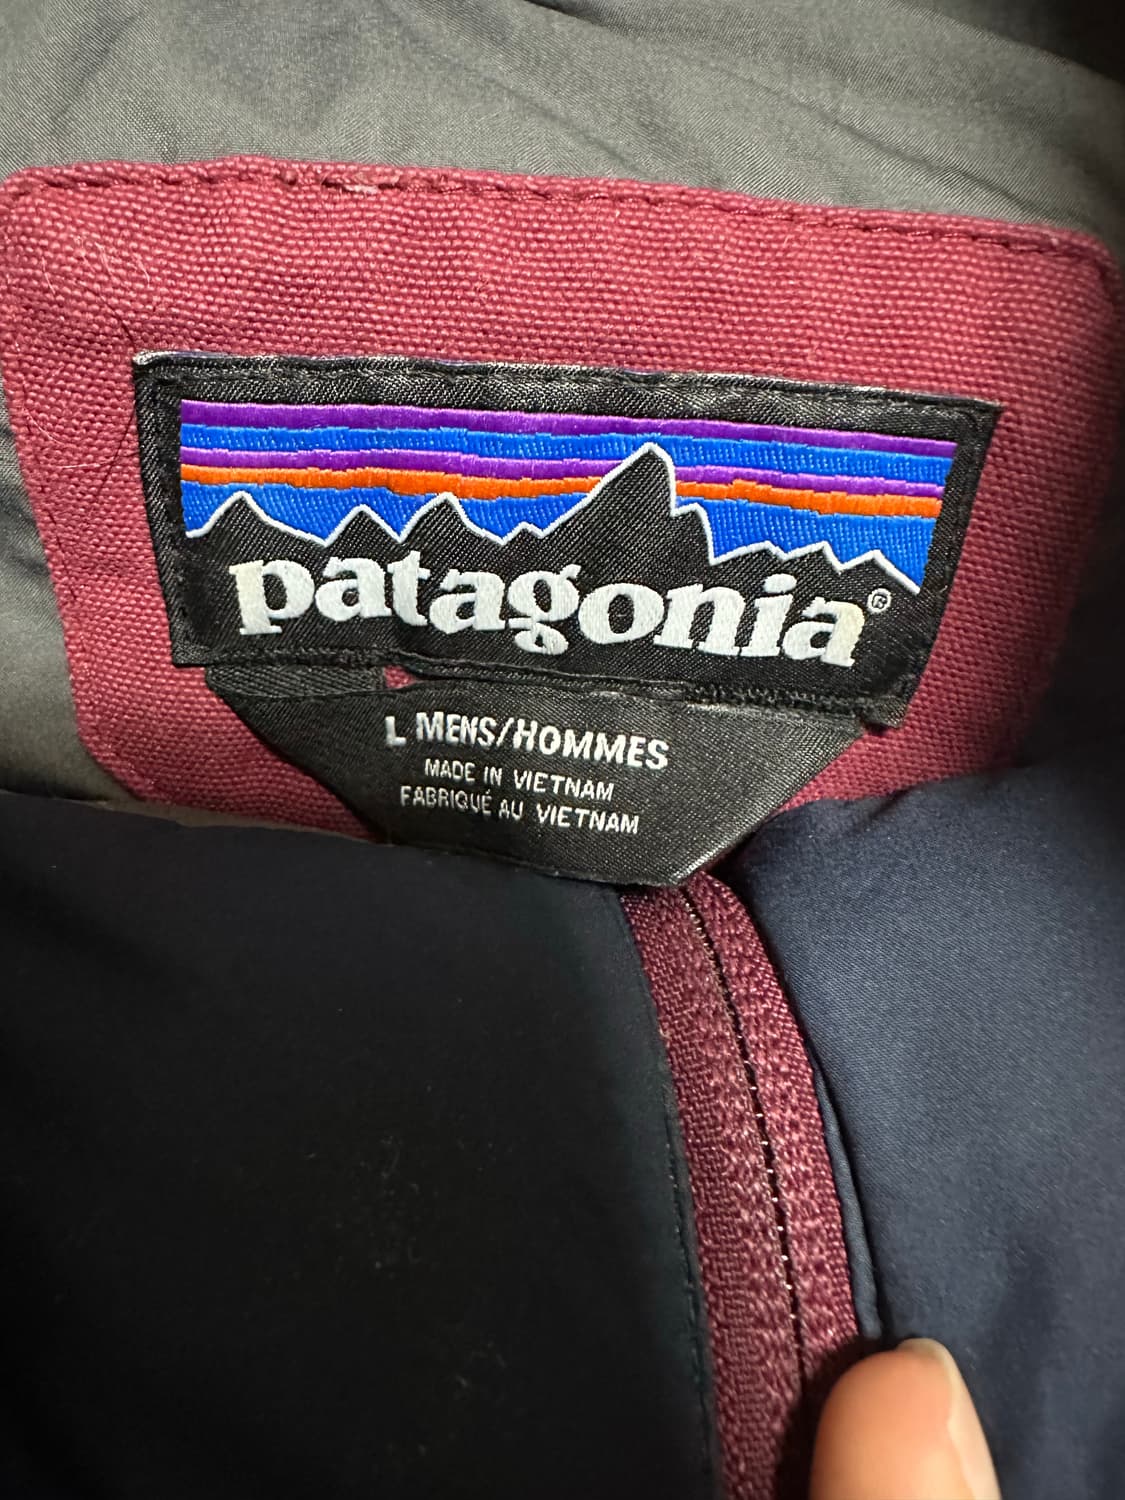 patagonia®
L MENS/HOMMES
MADE IN VIETNAM
FABRIQUÉ AU VIETNAM